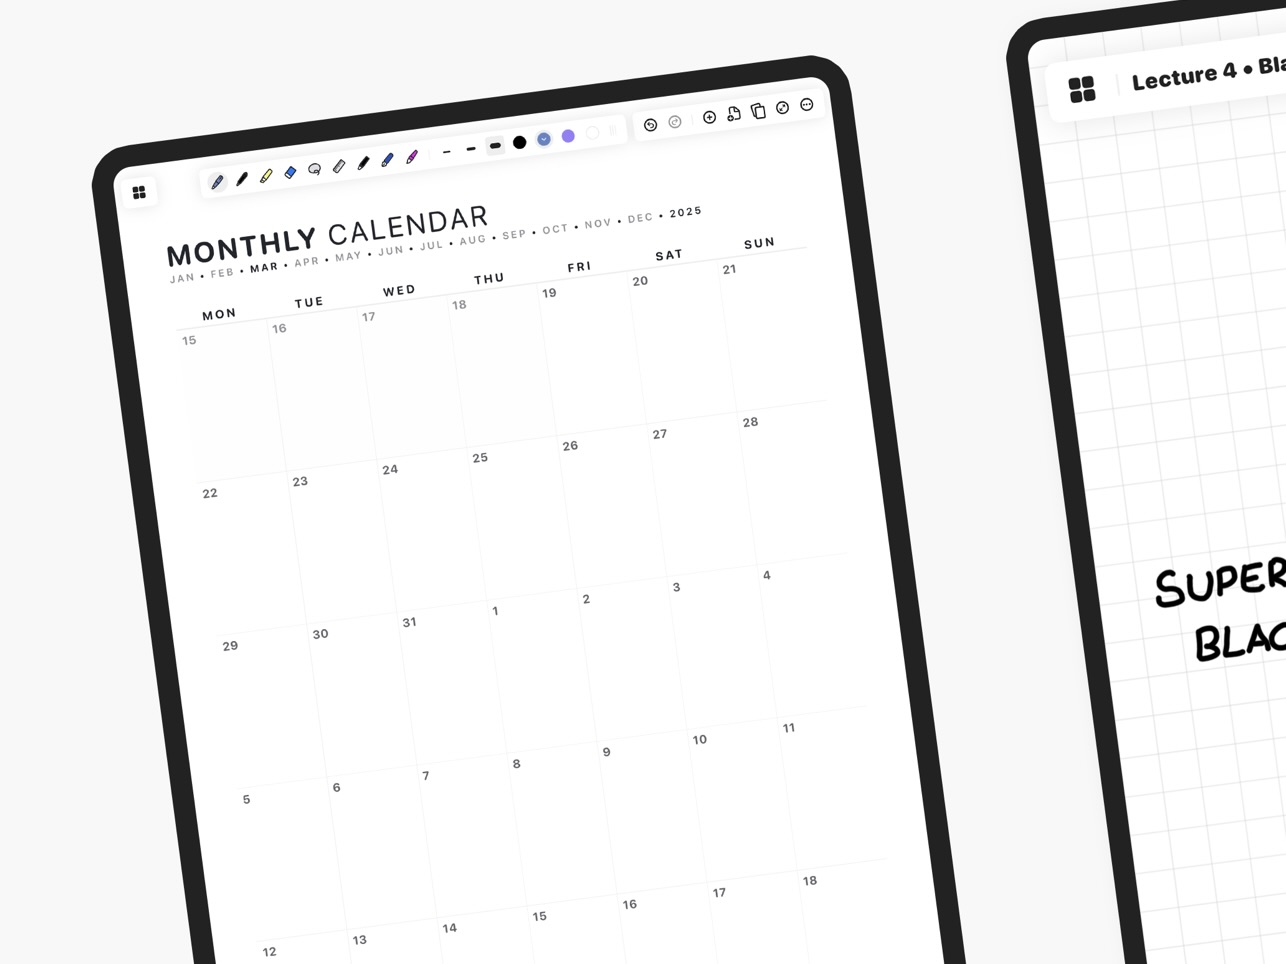 MONTHLY CALENDAR
JAN • FEB • MAR • APR • MAY • JUN • JUL • AUG • SEP • OCT • NOV • DEC • 2025
MON TUE WED THU FRI SAT SUN
15 16 17 18 19 20 21
22 23 24 25 26 27 28
29 30 31 1 2 3 4
5 6 7 8 9 10 11
12 13 14 15 16 17 18
Lecture 4 • Bla
SUPER
BLAC